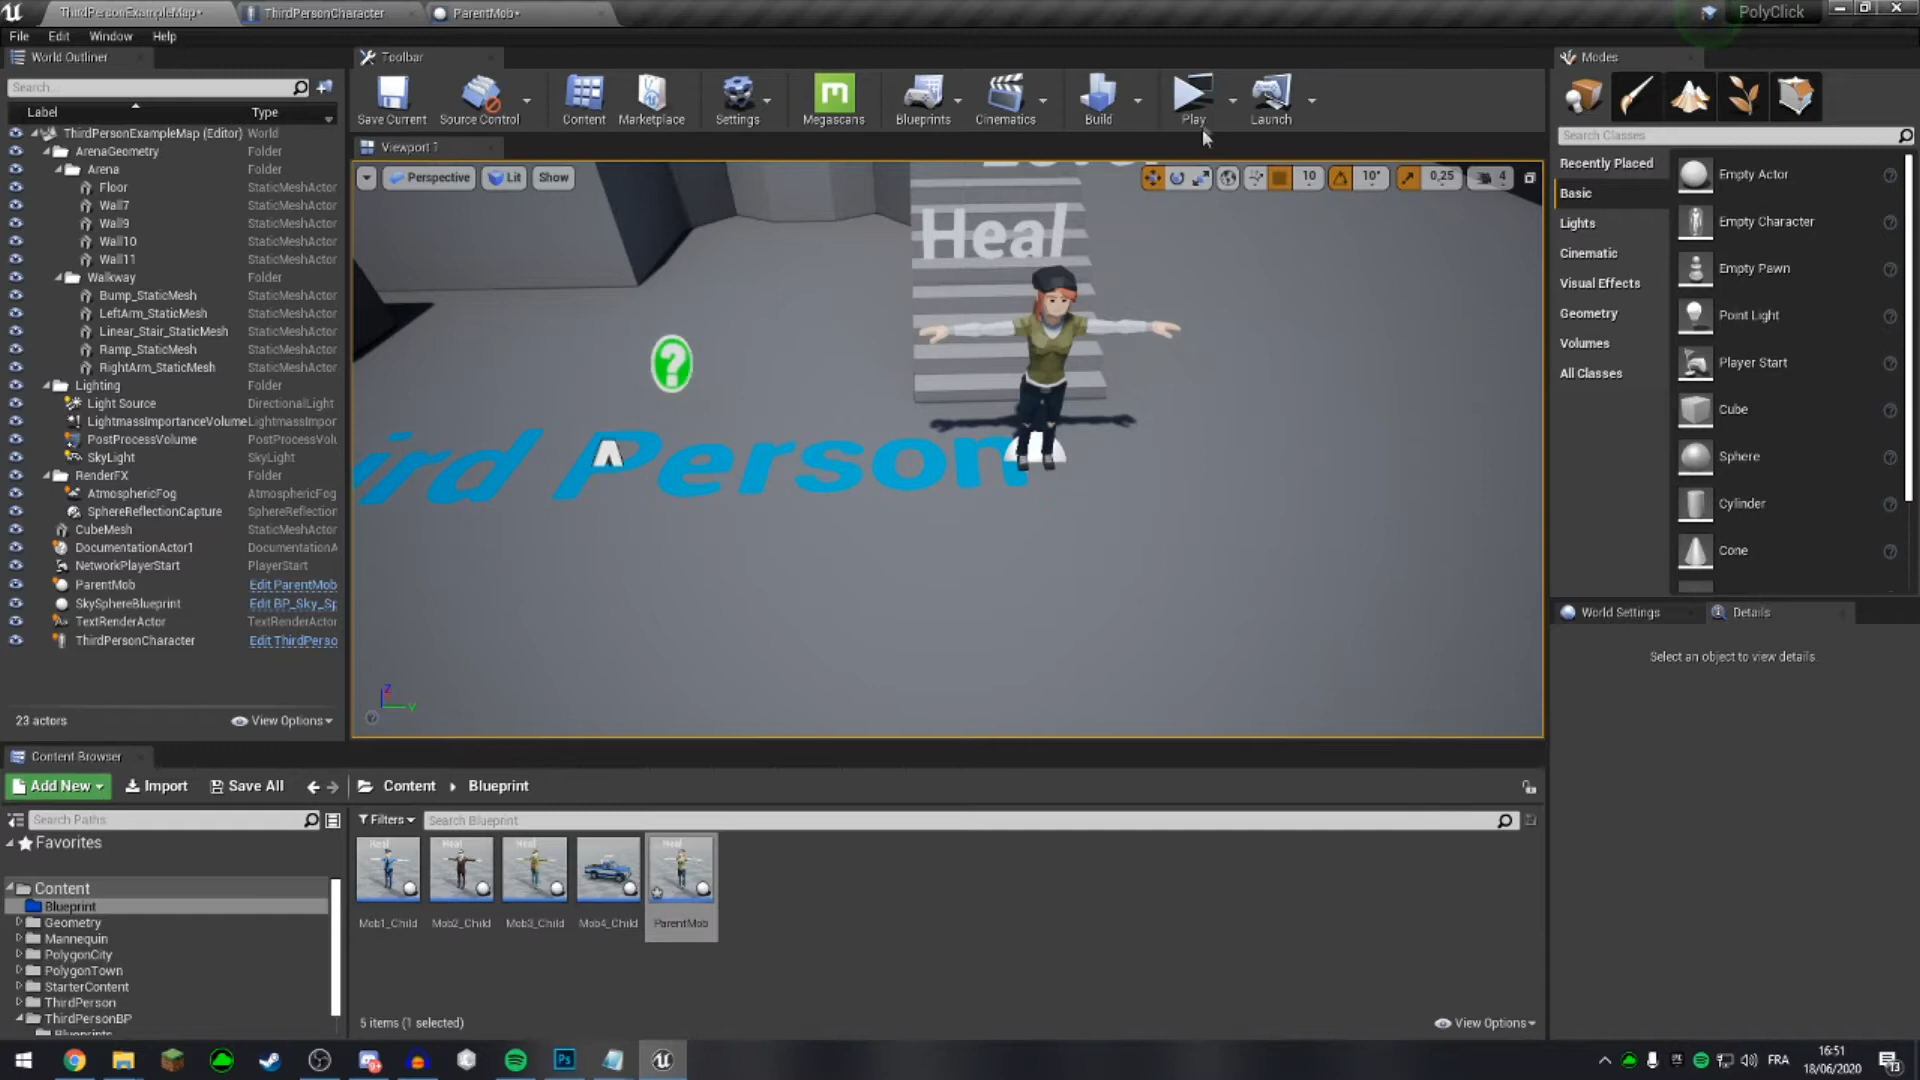 ThirdPersonExampleMap*
ThirdPersonCharacter
ParentMob*
PolyClick
File Edit Window Help
World Outliner
Search...
Label Type
ThirdPersonExampleMap (Editor) World
ArenaGeometry Folder
Arena Folder
Floor StaticMeshActor
Wall7 StaticMeshActor
Wall9 StaticMeshActor
Wall10 StaticMeshActor
Wall11 StaticMeshActor
Walkway Folder
Bump_StaticMesh StaticMeshActor
LeftArm_StaticMesh StaticMeshActor
Linear_Stair_StaticMesh StaticMeshActor
Ramp_StaticMesh StaticMeshActor
RightArm_StaticMesh StaticMeshActor
Lighting Folder
Light Source DirectionalLight
LightmassImportanceVolume LightmassImpor
PostProcessVolume PostProcessVolu
SkyLight SkyLight
RenderFX Folder
AtmosphericFog AtmosphericFog
SphereReflectionCapture SphereReflection
CubeMesh StaticMeshActor
DocumentationActor1 DocumentationA
NetworkPlayerStart PlayerStart
ParentMob Edit ParentMob
SkySphereBlueprint Edit BP_Sky_Sp
TextRenderActor TextRenderActor
ThirdPersonCharacter Edit ThirdPerso
23 actors View Options
Toolbar
Save Current Source Control Content Marketplace Settings Megascans Blueprints Cinematics Build Play Launch
Viewport 1
Perspective Lit Show
10 10° 0,25 4
Heal
?
ird Person
Z
Y
Modes
Search Classes
Recently Placed
Basic
Lights
Cinematic
Visual Effects
Geometry
Volumes
All Classes
Empty Actor
Empty Character
Empty Pawn
Point Light
Player Start
Cube
Sphere
Cylinder
Cone
World Settings Details
Select an object to view details.
Content Browser
Add New Import Save All Content Blueprint
Search Paths
Filters Search Blueprint
Favorites
Content
Blueprint
Geometry
Mannequin
PolygonCity
PolygonTown
StarterContent
ThirdPerson
ThirdPersonBP
Blueprints
Heal Heal Heal Heal
Mob1_Child Mob2_Child Mob3_Child Mob4_Child ParentMob
5 items (1 selected) View Options
Ps
FRA
16:51
18/06/2020
13